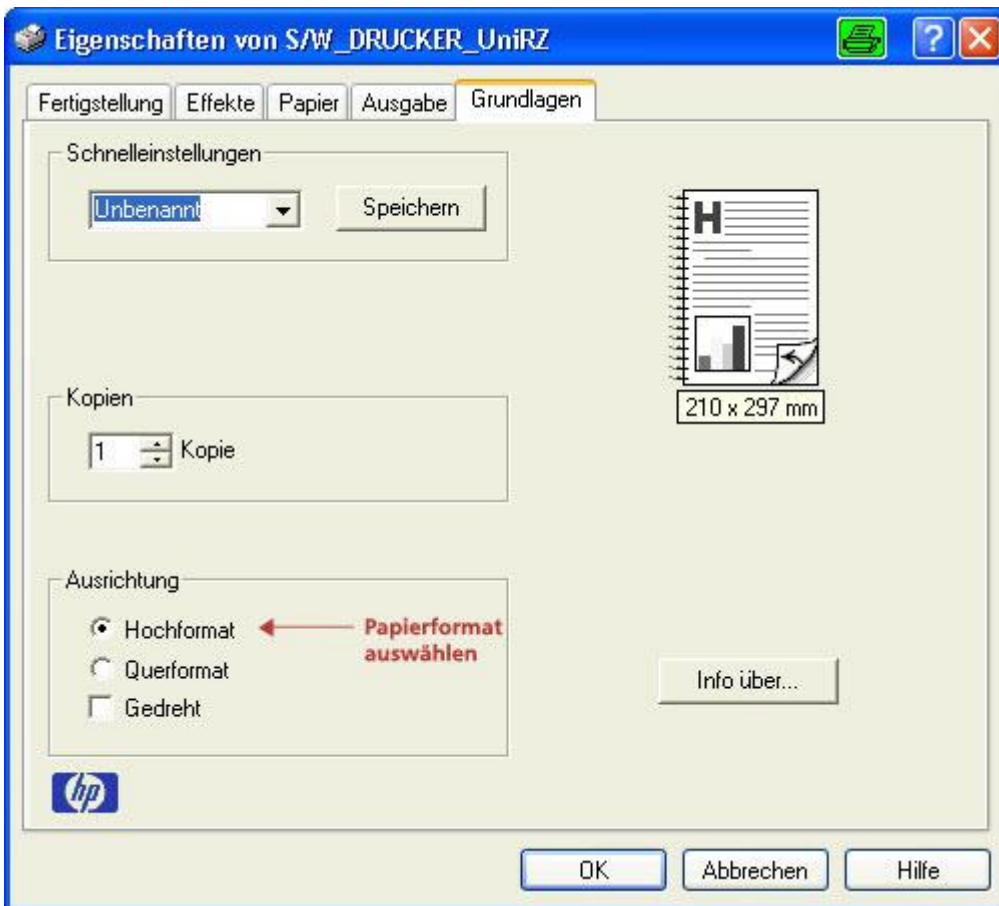 Eigenschaften von S/W_DRUCKER_UniRZ
?
Fertigstellung Effekte Papier Ausgabe Grundlagen
Schnelleinstellungen
Unbenannt Speichern
H
210 x 297 mm
Kopien
1 Kopie
Ausrichtung
Hochformat Papierformat
auswählen
Querformat
Gedreht
Info über...
hp
OK Abbrechen Hilfe